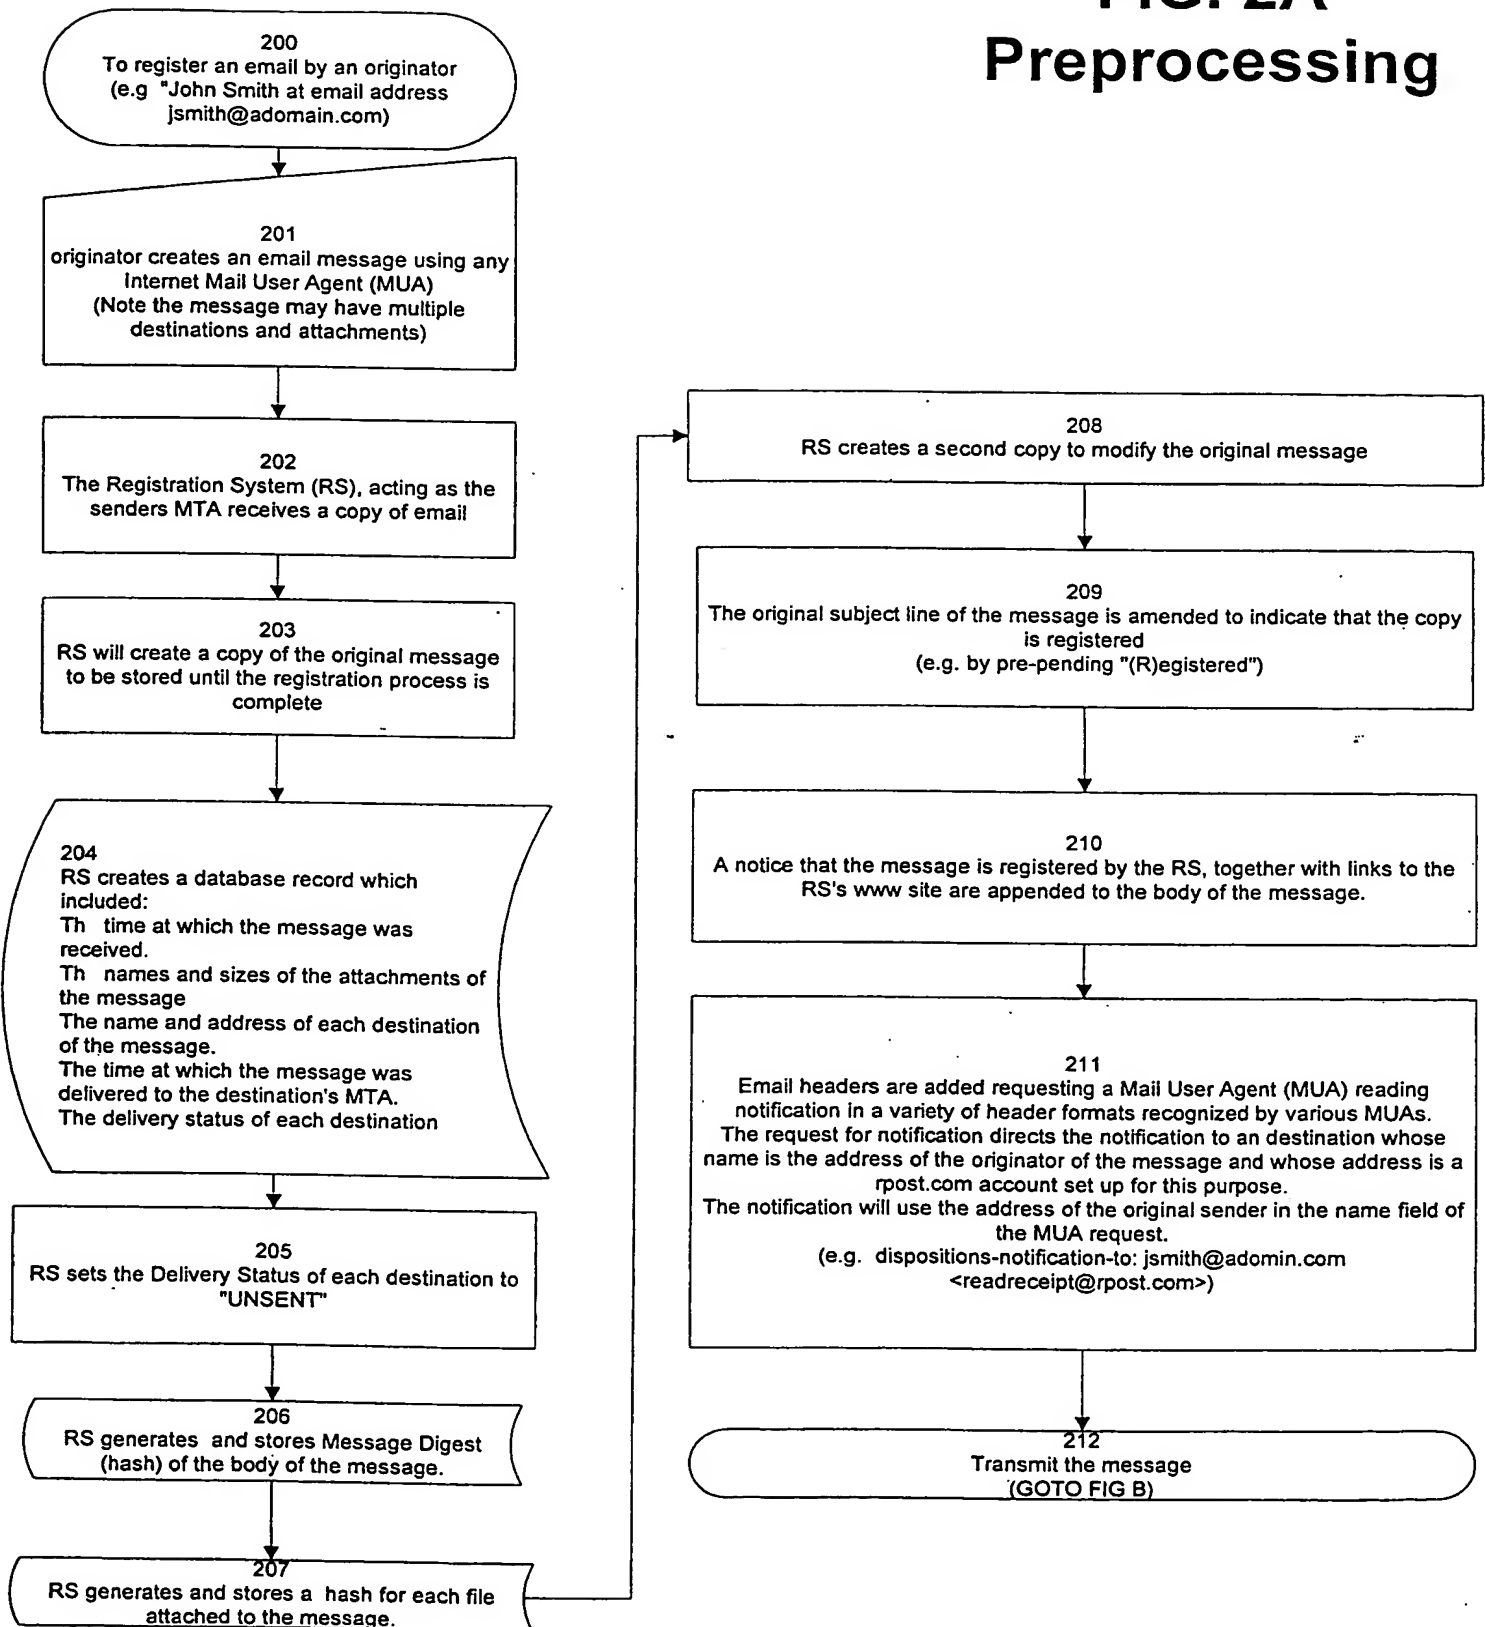 FIG. 2A
Preprocessing
200
To register an email by an originator
(e.g "John Smith at email address
jsmith@adomain.com)
201
originator creates an email message using any
Internet Mail User Agent (MUA)
(Note the message may have multiple
destinations and attachments)
202
The Registration System (RS), acting as the
senders MTA receives a copy of email
203
RS will create a copy of the original message
to be stored until the registration process is
complete
204
RS creates a database record which
included:
Th time at which the message was
received.
Th names and sizes of the attachments of
the message
The name and address of each destination
of the message.
The time at which the message was
delivered to the destination's MTA.
The delivery status of each destination
205
RS sets the Delivery Status of each destination to
"UNSENT"
206
RS generates and stores Message Digest
(hash) of the body of the message.
207
RS generates and stores a hash for each file
attached to the message.
208
RS creates a second copy to modify the original message
209
The original subject line of the message is amended to indicate that the copy
is registered
(e.g. by pre-pending "(R)egistered")
210
A notice that the message is registered by the RS, together with links to the
RS's www site are appended to the body of the message.
211
Email headers are added requesting a Mail User Agent (MUA) reading
notification in a variety of header formats recognized by various MUAs.
The request for notification directs the notification to an destination whose
name is the address of the originator of the message and whose address is a
rpost.com account set up for this purpose.
The notification will use the address of the original sender in the name field of
the MUA request.
(e.g. dispositions-notification-to: jsmith@adomin.com
<readreceipt@rpost.com>)
212
Transmit the message
(GOTO FIG B)